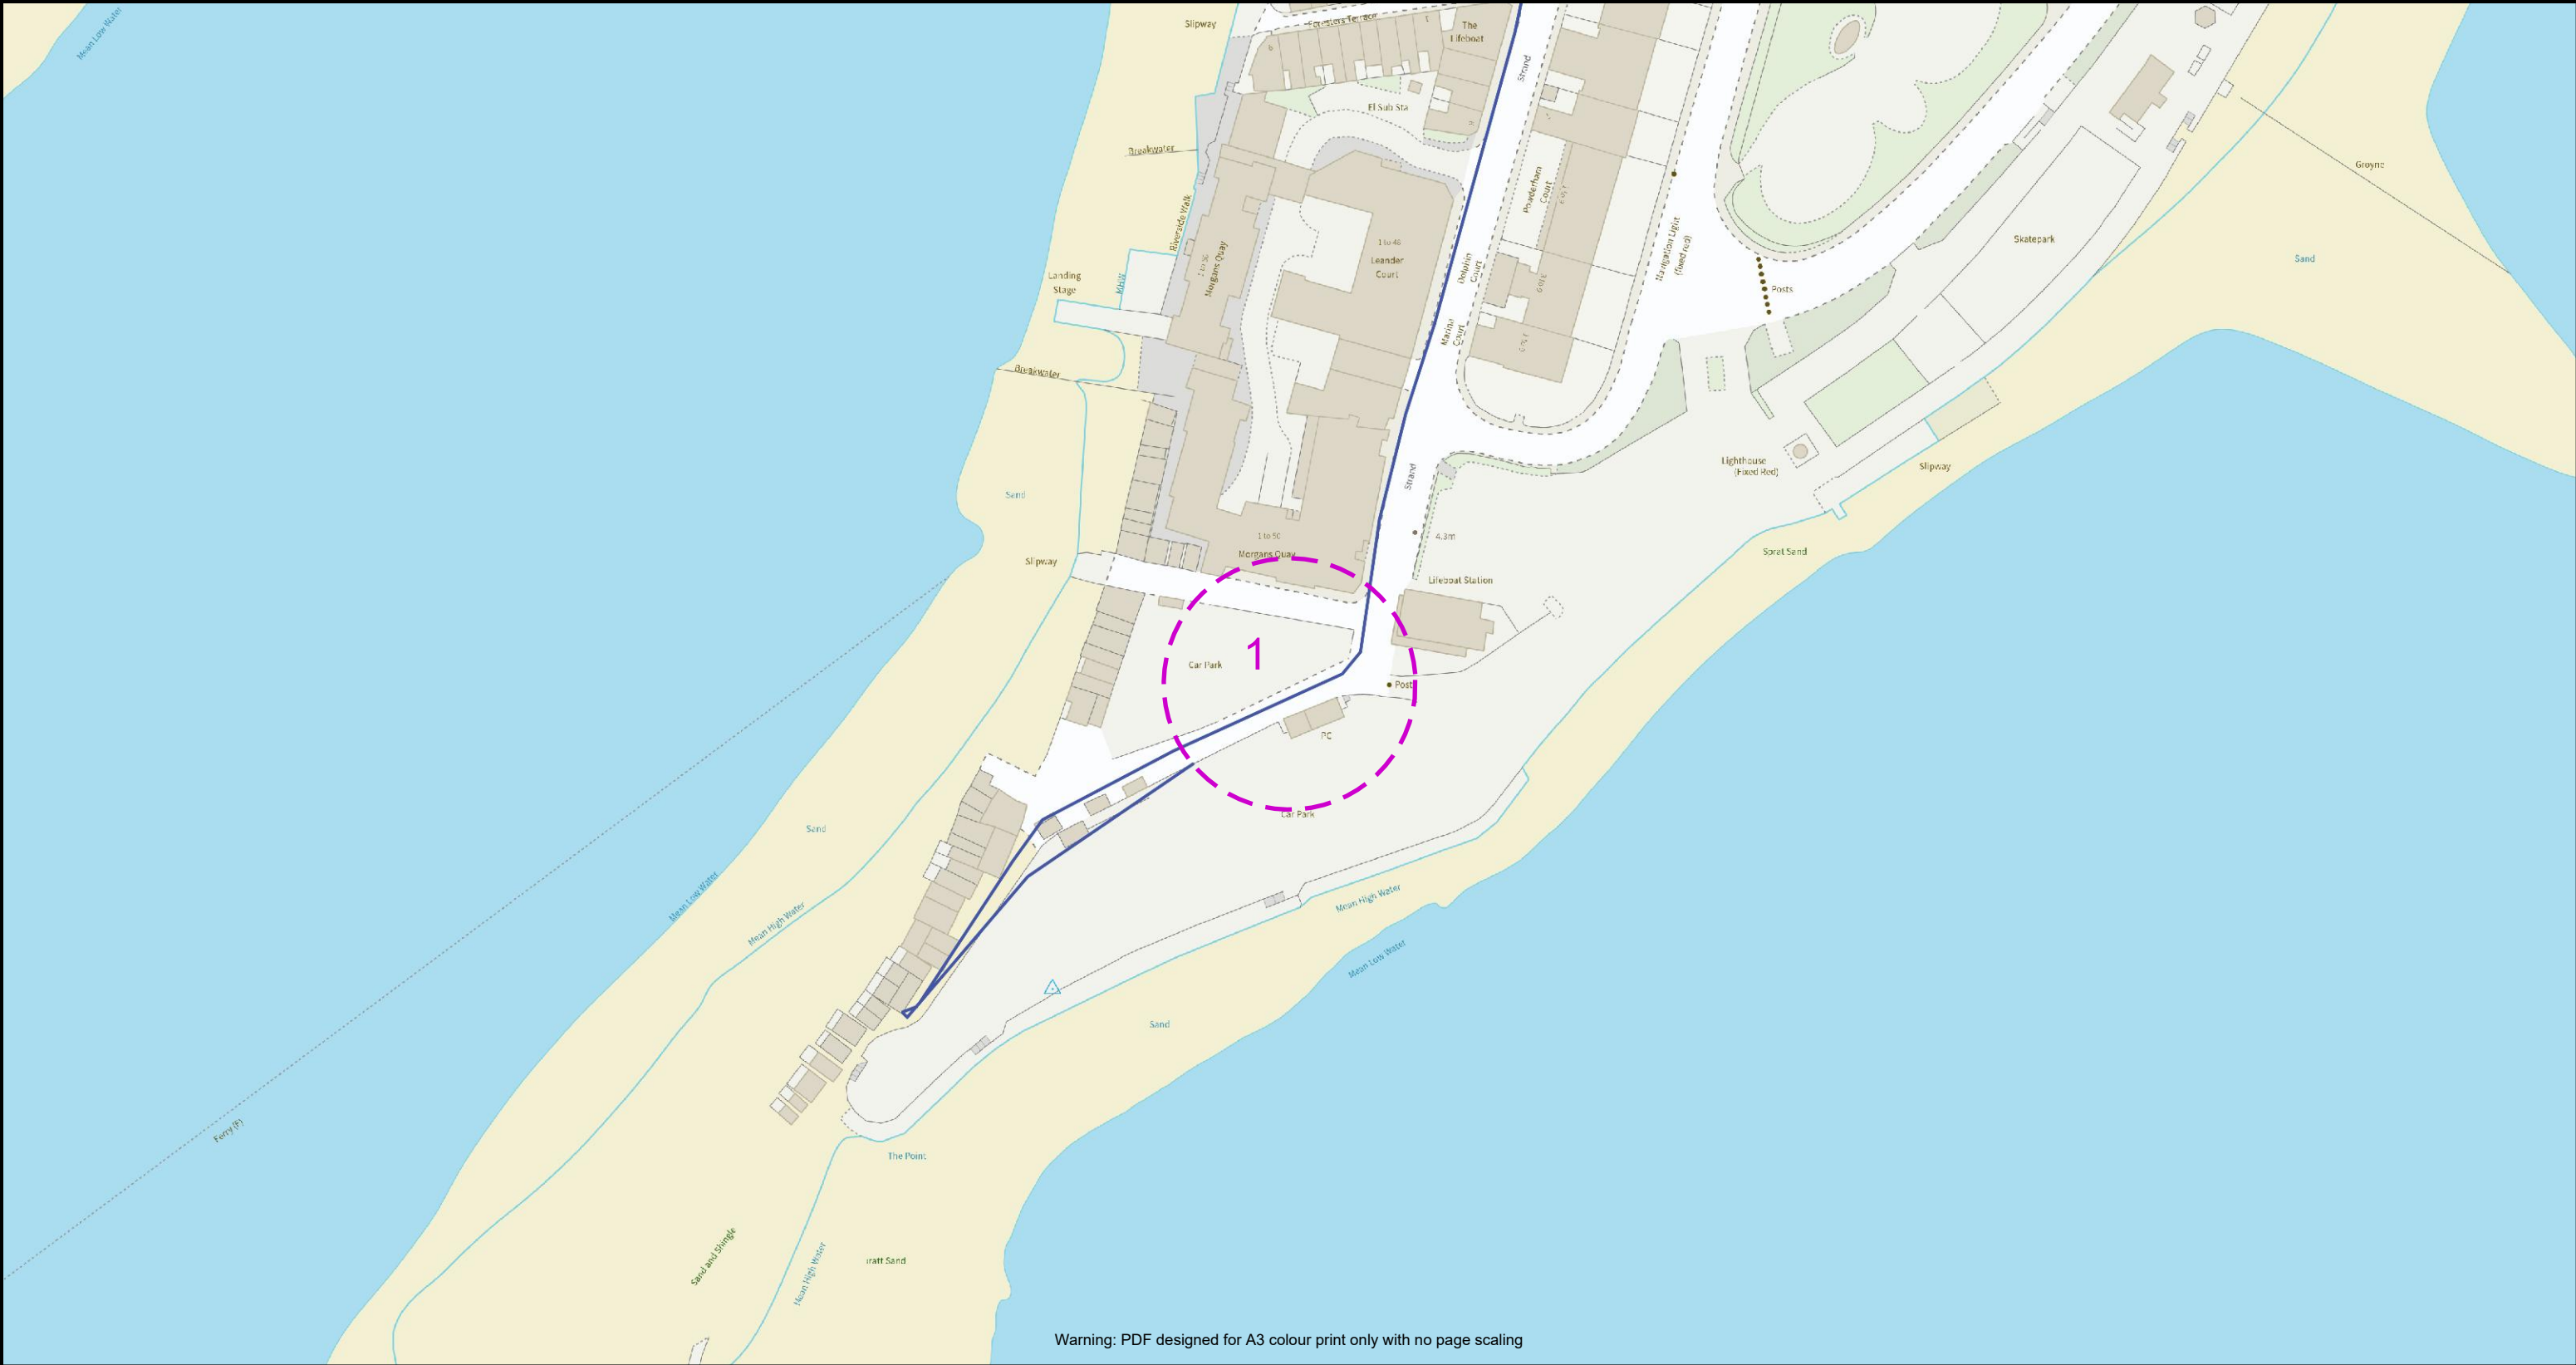 Mean Low Water
Slipway
Foresters Terrace
The
Lifeboat
Strand
El Sub Sta
Breakwater
Groyne
Powderham
Court
Riverside Walk
1 to 46
Leander
Court
Morgans Quay
Navigation Light
(fixed red)
Skatepark
Sand
Landing
Stage
MHW
Dolphin
Court
Posts
Marina
Court
Breakwater
Lighthouse
(Fixed Red)
Slipway
Strand
Sand
1 to 50
4.3m
Morgans Quay
Sprat Sand
Slipway
Lifeboat Station
1
Car Park
Post
PC
Car Park
Sand
Mean Low Water
Mean High Water
Mean High Water
Mean Low Water
Sand
Ferry (F)
The Point
Sand and Shingle
Mean High Water
ratt Sand
Warning: PDF designed for A3 colour print only with no page scaling